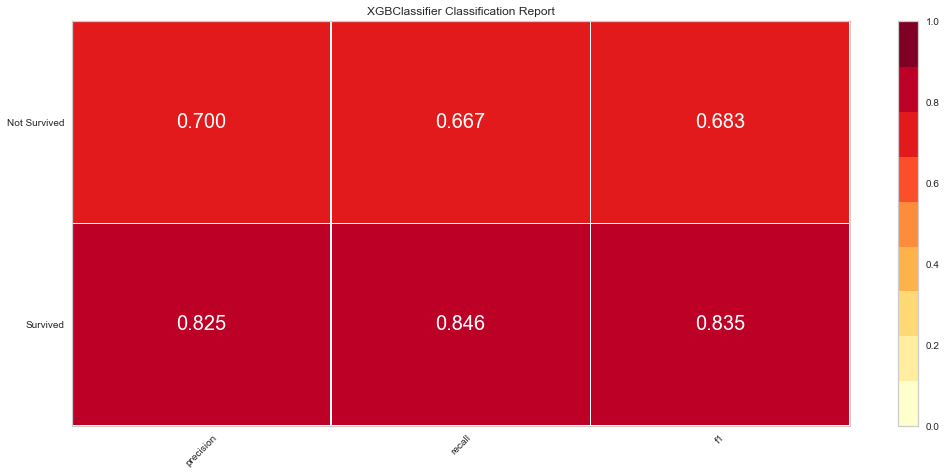 XGBClassifier Classification Report
Not Survived
0.700 0.667 0.683
Survived
0.825 0.846 0.835
precision recall f1
1.0
0.8
0.6
0.4
0.2
0.0